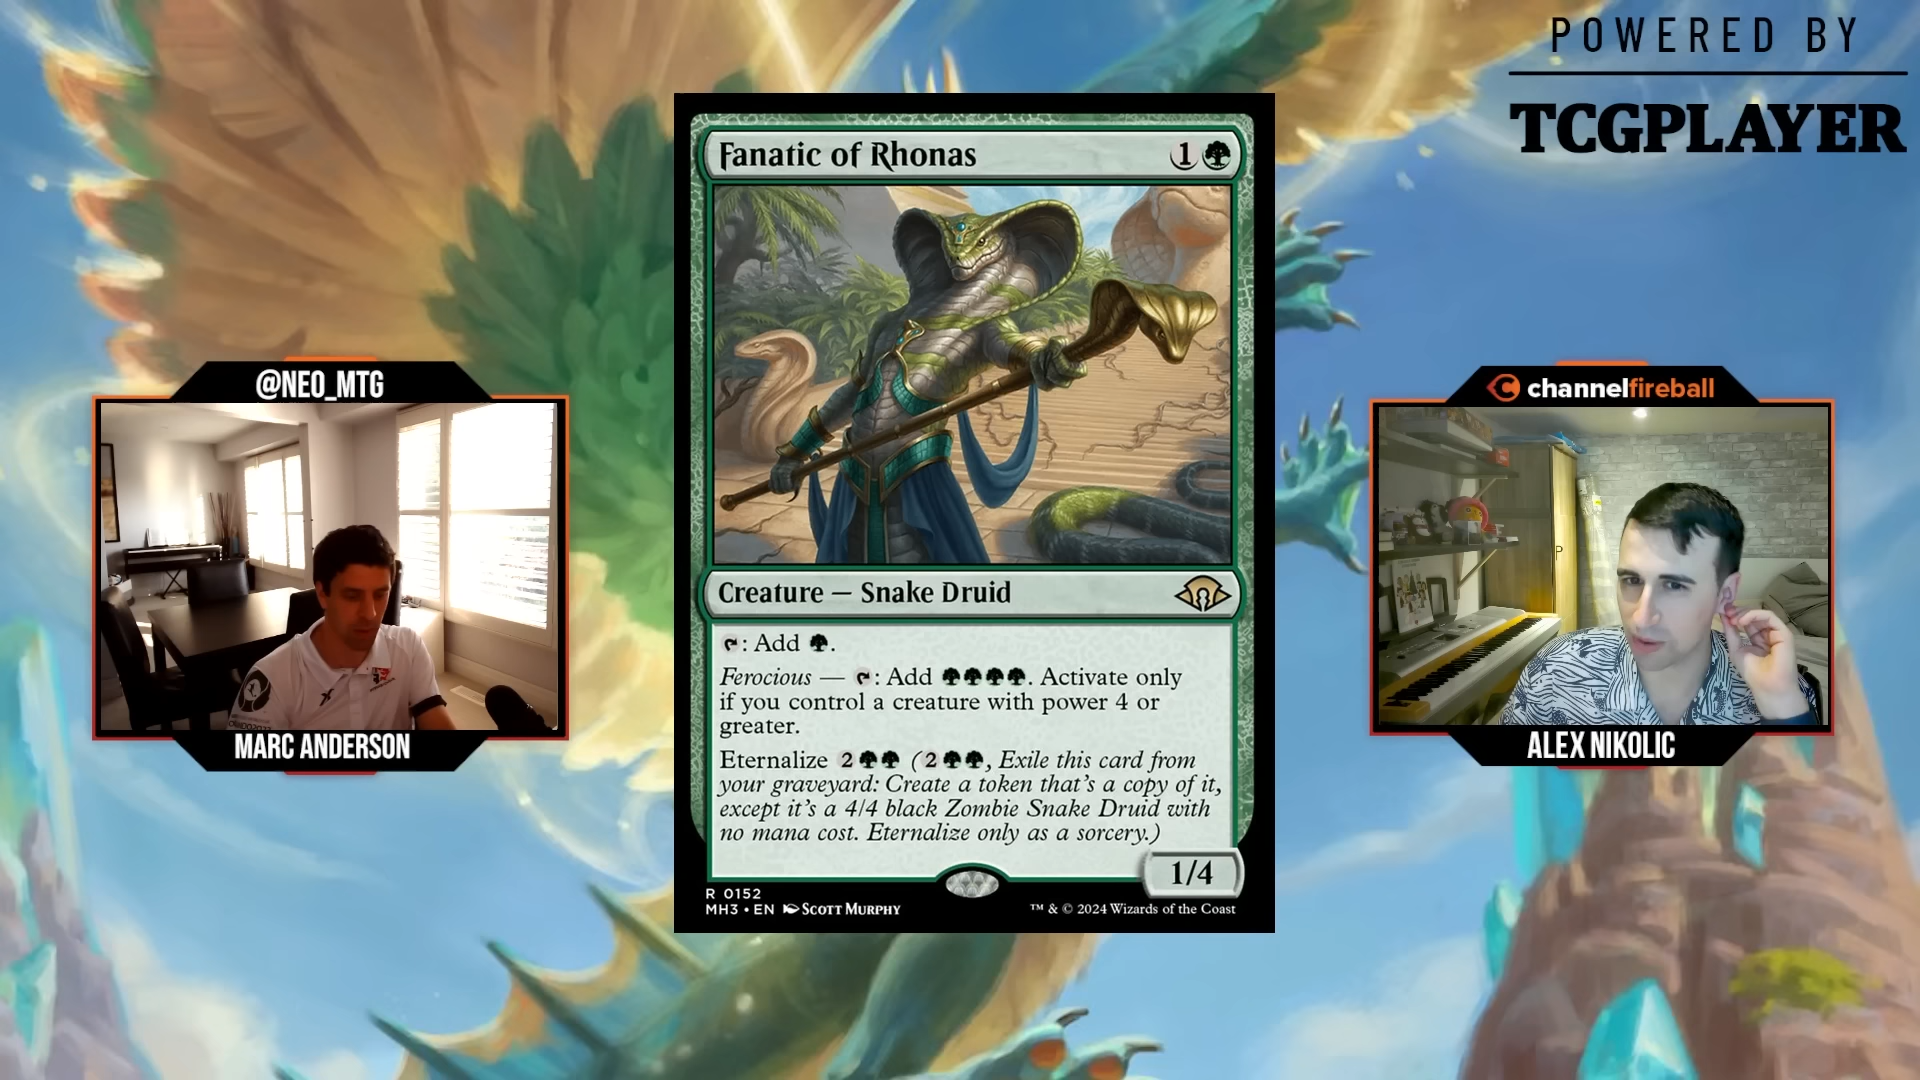 POWERED BY
TCGPLAYER
Fanatic of Rhonas 1
@NEO_MTG
channelfireball
Creature — Snake Druid
: Add .
Ferocious — : Add . Activate only
if you control a creature with power 4 or
greater.
Eternalize 2 (2, Exile this card from
your graveyard: Create a token that's a copy of it,
except it's a 4/4 black Zombie Snake Druid with
no mana cost. Eternalize only as a sorcery.)
1/4
R 0152
MH3 • EN SCOTT MURPHY
™ & © 2024 Wizards of the Coast
MARC ANDERSON
ALEX NIKOLIC